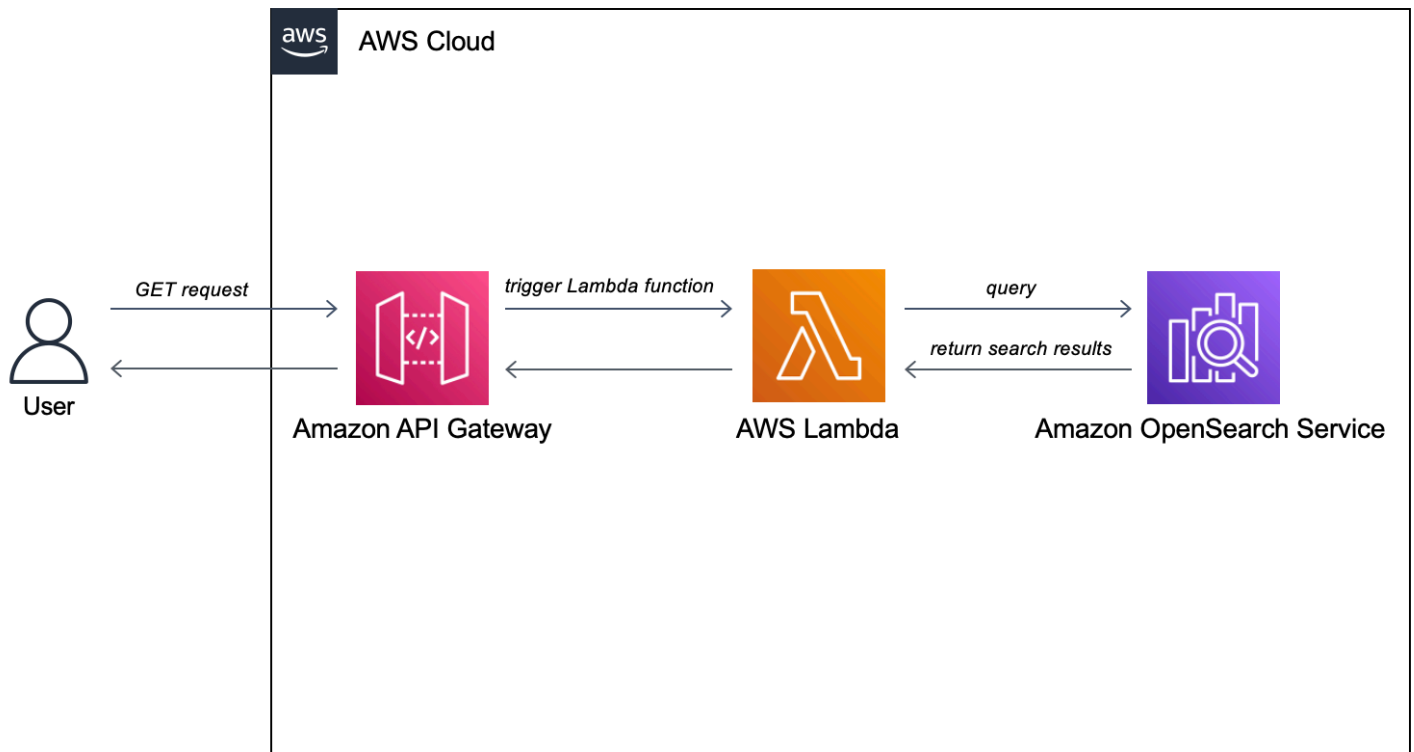 aws
AWS Cloud
GET request
trigger Lambda function
query
return search results
</>
User
Amazon API Gateway
AWS Lambda
Amazon OpenSearch Service